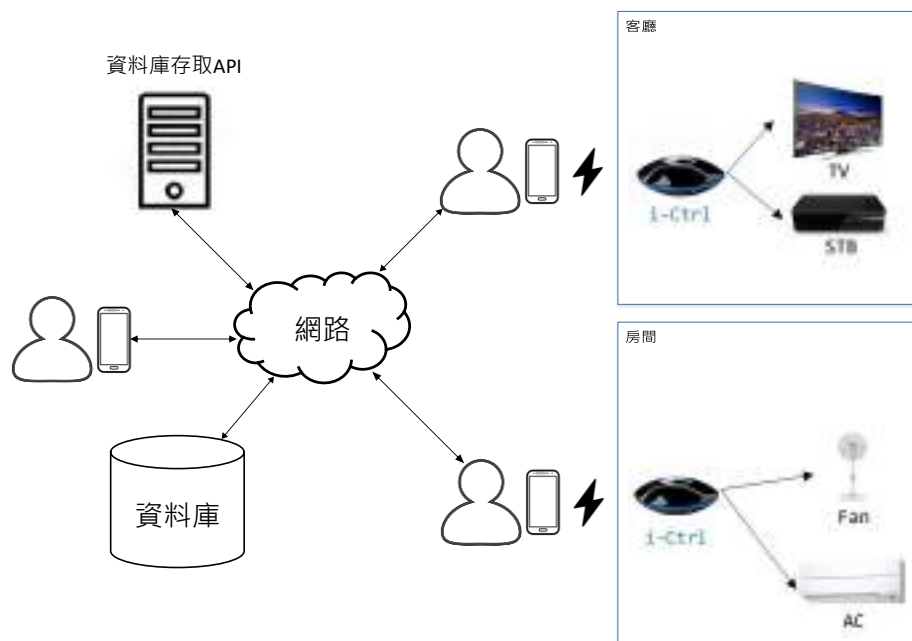 客廳
資料庫存取API
TV
i-Ctrl
STB
網路
房間
資料庫
Fan
i-Ctrl
AC